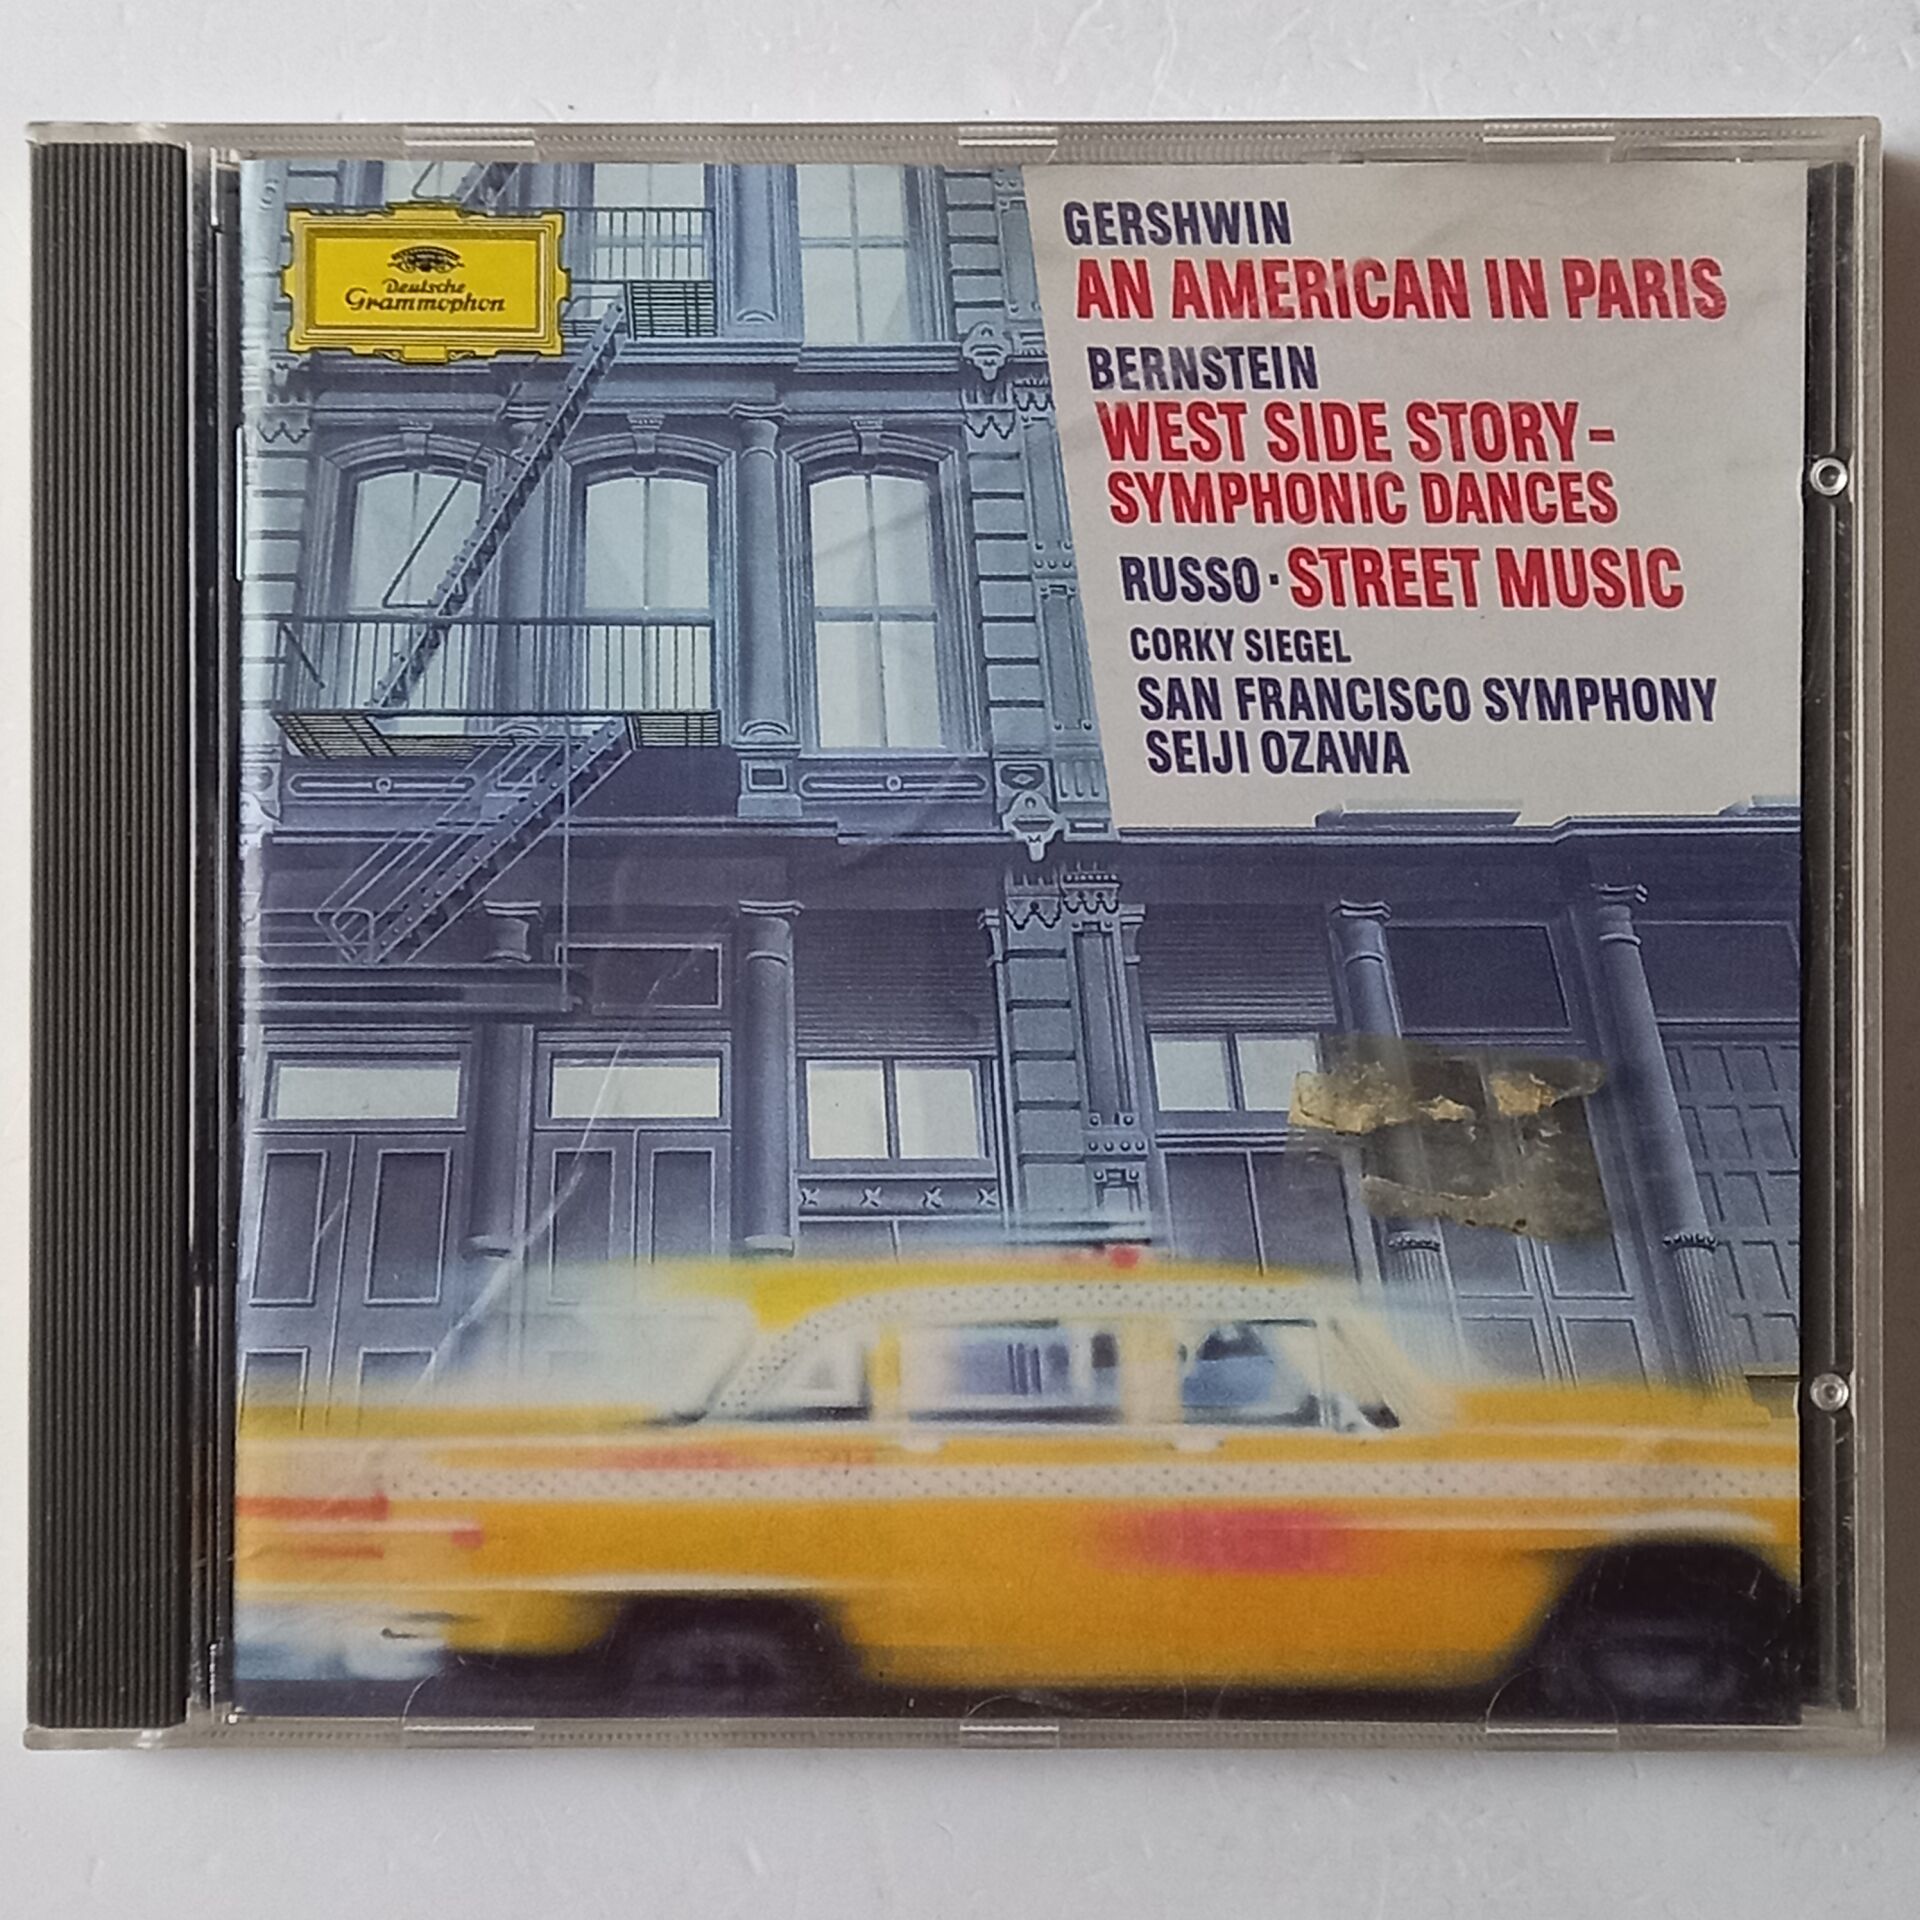 Deutsche
Grammophon
GERSHWIN
AN AMERICAN IN PARIS
BERNSTEIN
WEST SIDE STORY-
SYMPHONIC DANCES
RUSSO · STREET MUSIC
CORKY SIEGEL
SAN FRANCISCO SYMPHONY
SEIJI OZAWA